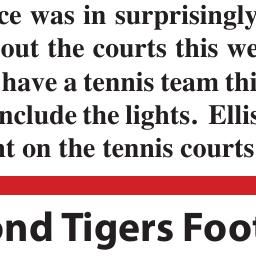 ce was in surprisingly
out the courts this we
have a tennis team thi
nclude the lights. Ellis
nt on the tennis courts
ond Tigers Foot